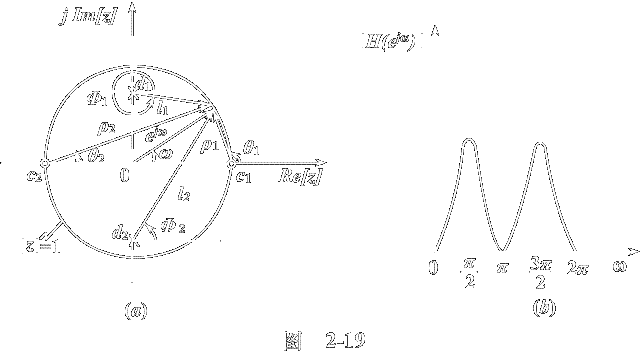 j Im[z]
|H(e^{jω})|
d₁
φ₁
l₁
ρ₂
e^{jω}
ρ₁
θ₁
θ₂
ω
c₂
0
c₁
Re[z]
l₂
d₂
φ₂
|z|=1
0 π/2 π 3π/2 2π ω
(a)
(b)
图 2-19